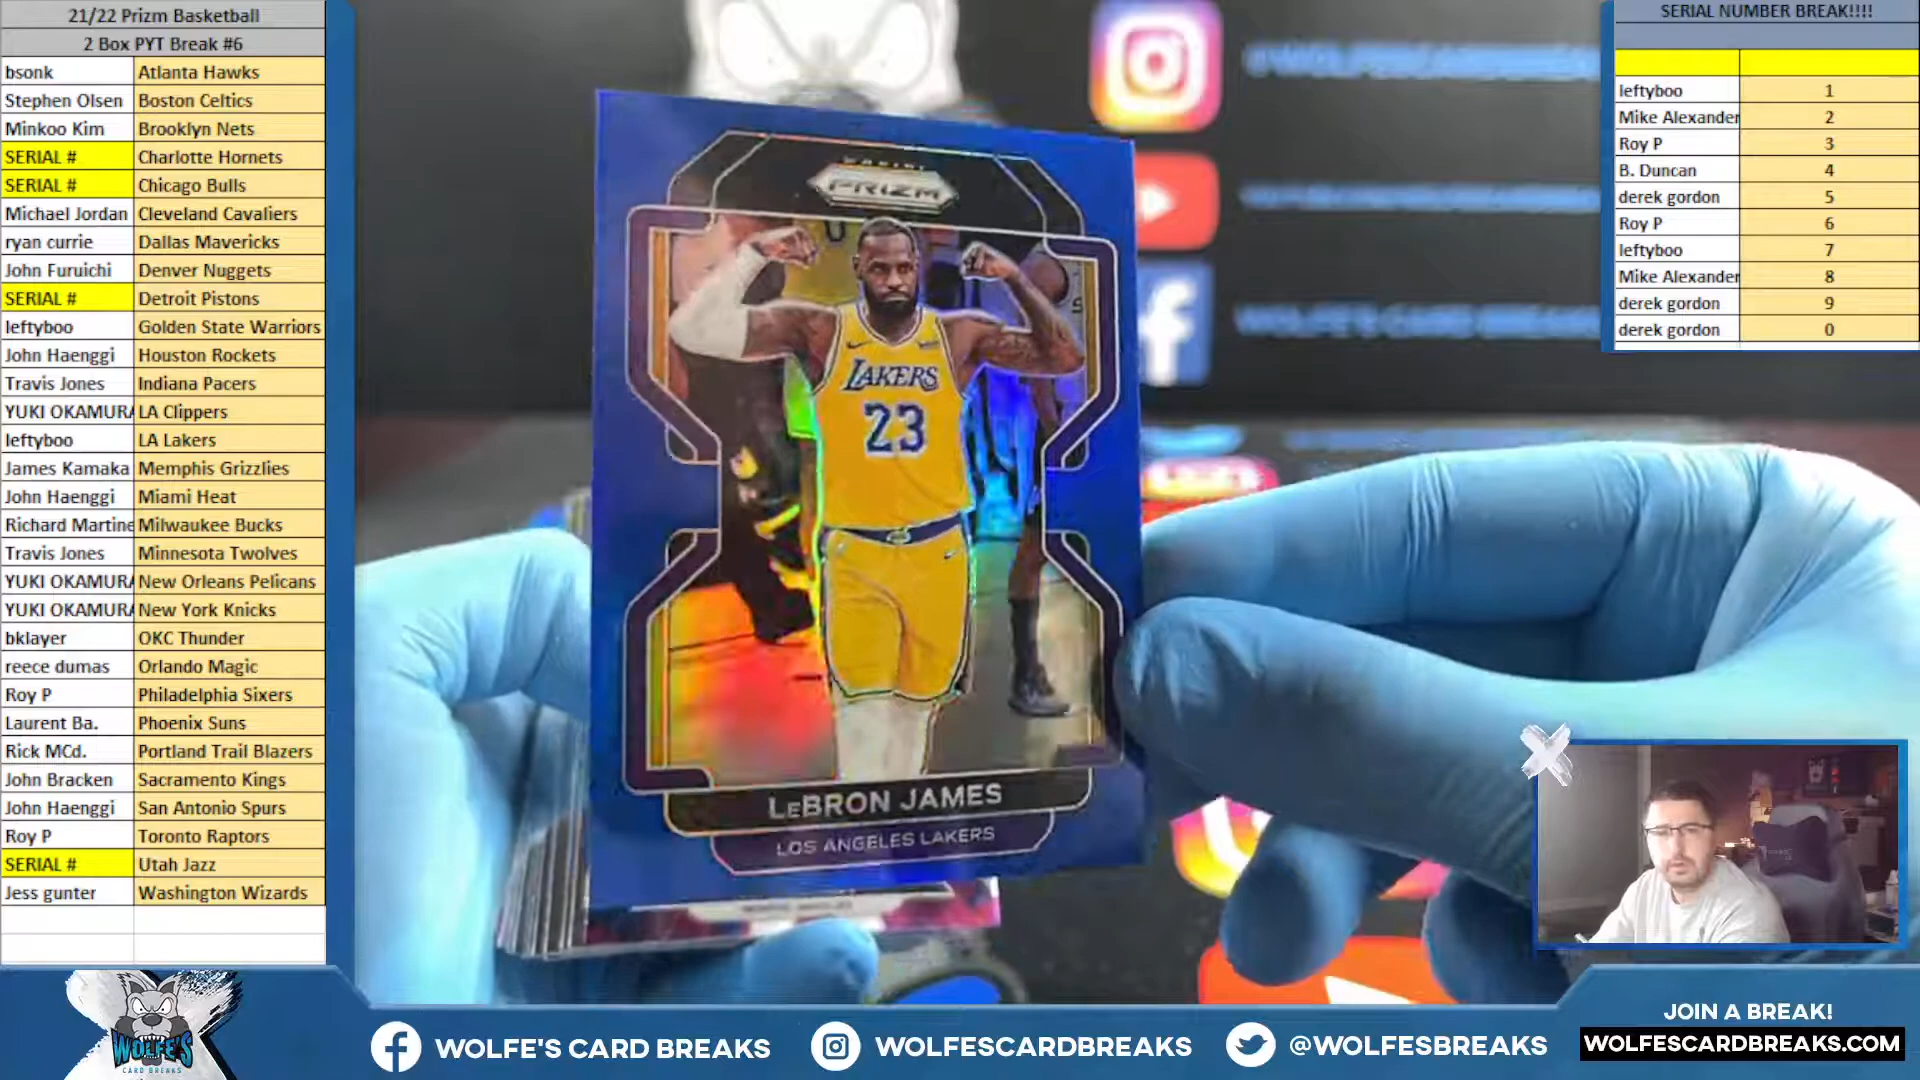 21/22 Prizm Basketball
2 Box PYT Break #6
bsonk Atlanta Hawks
Stephen Olsen Boston Celtics
Minkoo Kim Brooklyn Nets
SERIAL # Charlotte Hornets
SERIAL # Chicago Bulls
Michael Jordan Cleveland Cavaliers
ryan currie Dallas Mavericks
John Furuichi Denver Nuggets
SERIAL # Detroit Pistons
leftyboo Golden State Warriors
John Haenggi Houston Rockets
Travis Jones Indiana Pacers
YUKI OKAMURA LA Clippers
leftyboo LA Lakers
James Kamaka Memphis Grizzlies
John Haenggi Miami Heat
Richard Martine Milwaukee Bucks
Travis Jones Minnesota Twolves
YUKI OKAMURA New Orleans Pelicans
YUKI OKAMURA New York Knicks
bklayer OKC Thunder
reece dumas Orlando Magic
Roy P Philadelphia Sixers
Laurent Ba. Phoenix Suns
Rick MCd. Portland Trail Blazers
John Bracken Sacramento Kings
John Haenggi San Antonio Spurs
Roy P Toronto Raptors
SERIAL # Utah Jazz
Jess gunter Washington Wizards
PANINI
PRIZM
LAKERS
23
LeBRON JAMES
LOS ANGELES LAKERS
WOLFE'S CARD BREAKS
SERIAL NUMBER BREAK!!!!
leftyboo 1
Mike Alexander 2
Roy P 3
B. Duncan 4
derek gordon 5
Roy P 6
leftyboo 7
Mike Alexander 8
derek gordon 9
derek gordon 0
WOLFE'S
CARD BREAKS
WOLFE'S CARD BREAKS
WOLFESCARDBREAKS
@WOLFESBREAKS
JOIN A BREAK!
WOLFESCARDBREAKS.COM